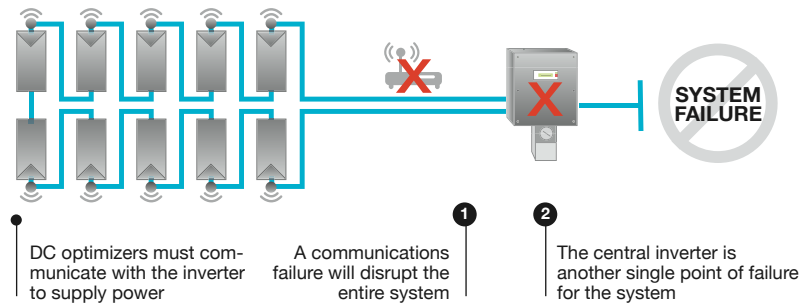 SYSTEM
FAILURE
DC optimizers must com-
municate with the inverter
to supply power
1
A communications
failure will disrupt the
entire system
2
The central inverter is
another single point of failure
for the system